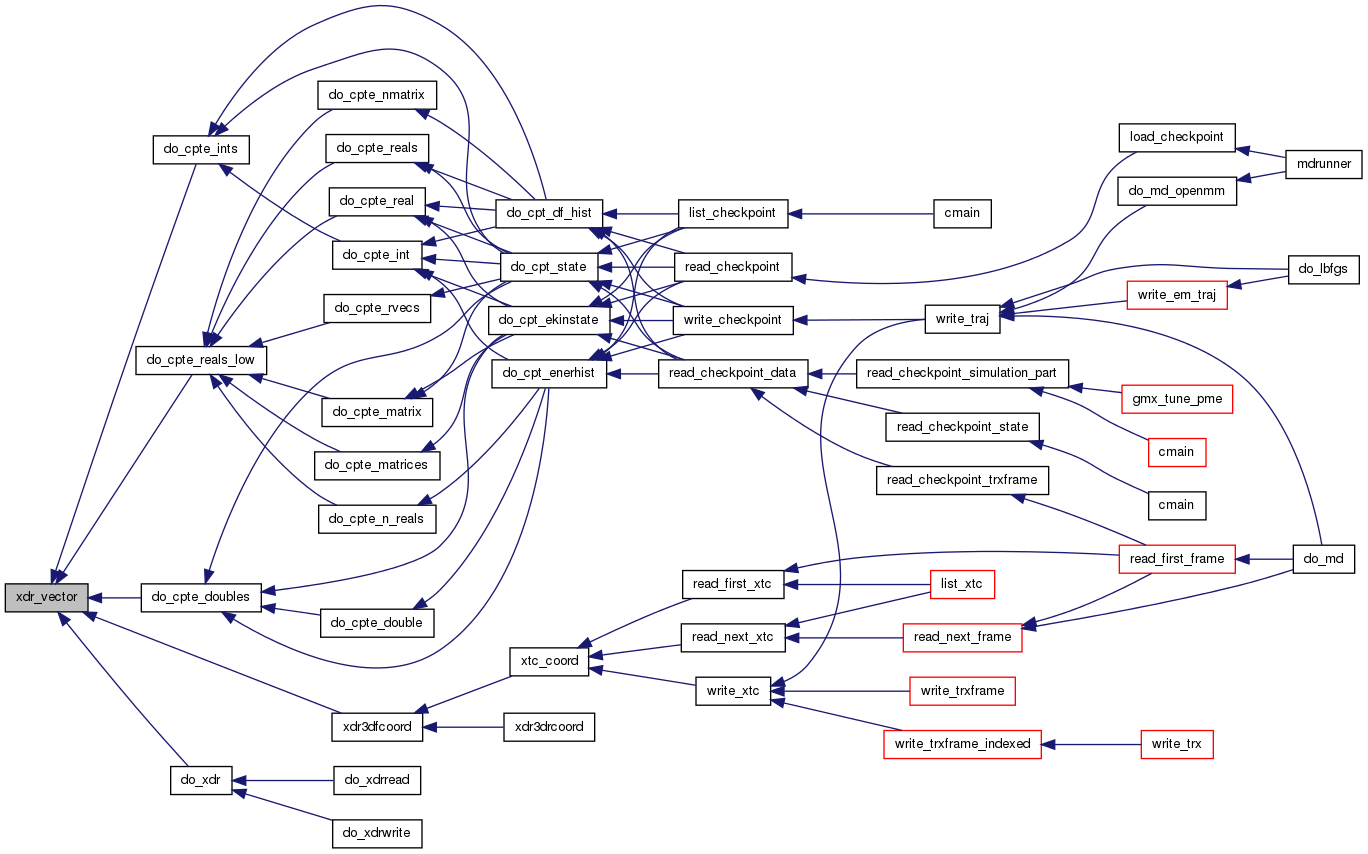 xdr_vector
do_cpte_ints
do_cpte_reals_low
do_cpte_doubles
do_xdr
do_cpte_nmatrix
do_cpte_reals
do_cpte_real
do_cpte_int
do_cpte_rvecs
do_cpte_matrix
do_cpte_matrices
do_cpte_n_reals
do_cpte_double
xdr3dfcoord
do_xdrread
do_xdrwrite
do_cpt_df_hist
do_cpt_state
do_cpt_ekinstate
do_cpt_enerhist
xtc_coord
xdr3drcoord
list_checkpoint
read_checkpoint
write_checkpoint
read_checkpoint_data
read_first_xtc
read_next_xtc
write_xtc
cmain
write_traj
read_checkpoint_simulation_part
read_checkpoint_state
read_checkpoint_trxframe
list_xtc
read_next_frame
write_trxframe
write_trxframe_indexed
load_checkpoint
do_md_openmm
write_em_traj
gmx_tune_pme
cmain
cmain
read_first_frame
write_trx
mdrunner
do_lbfgs
do_md